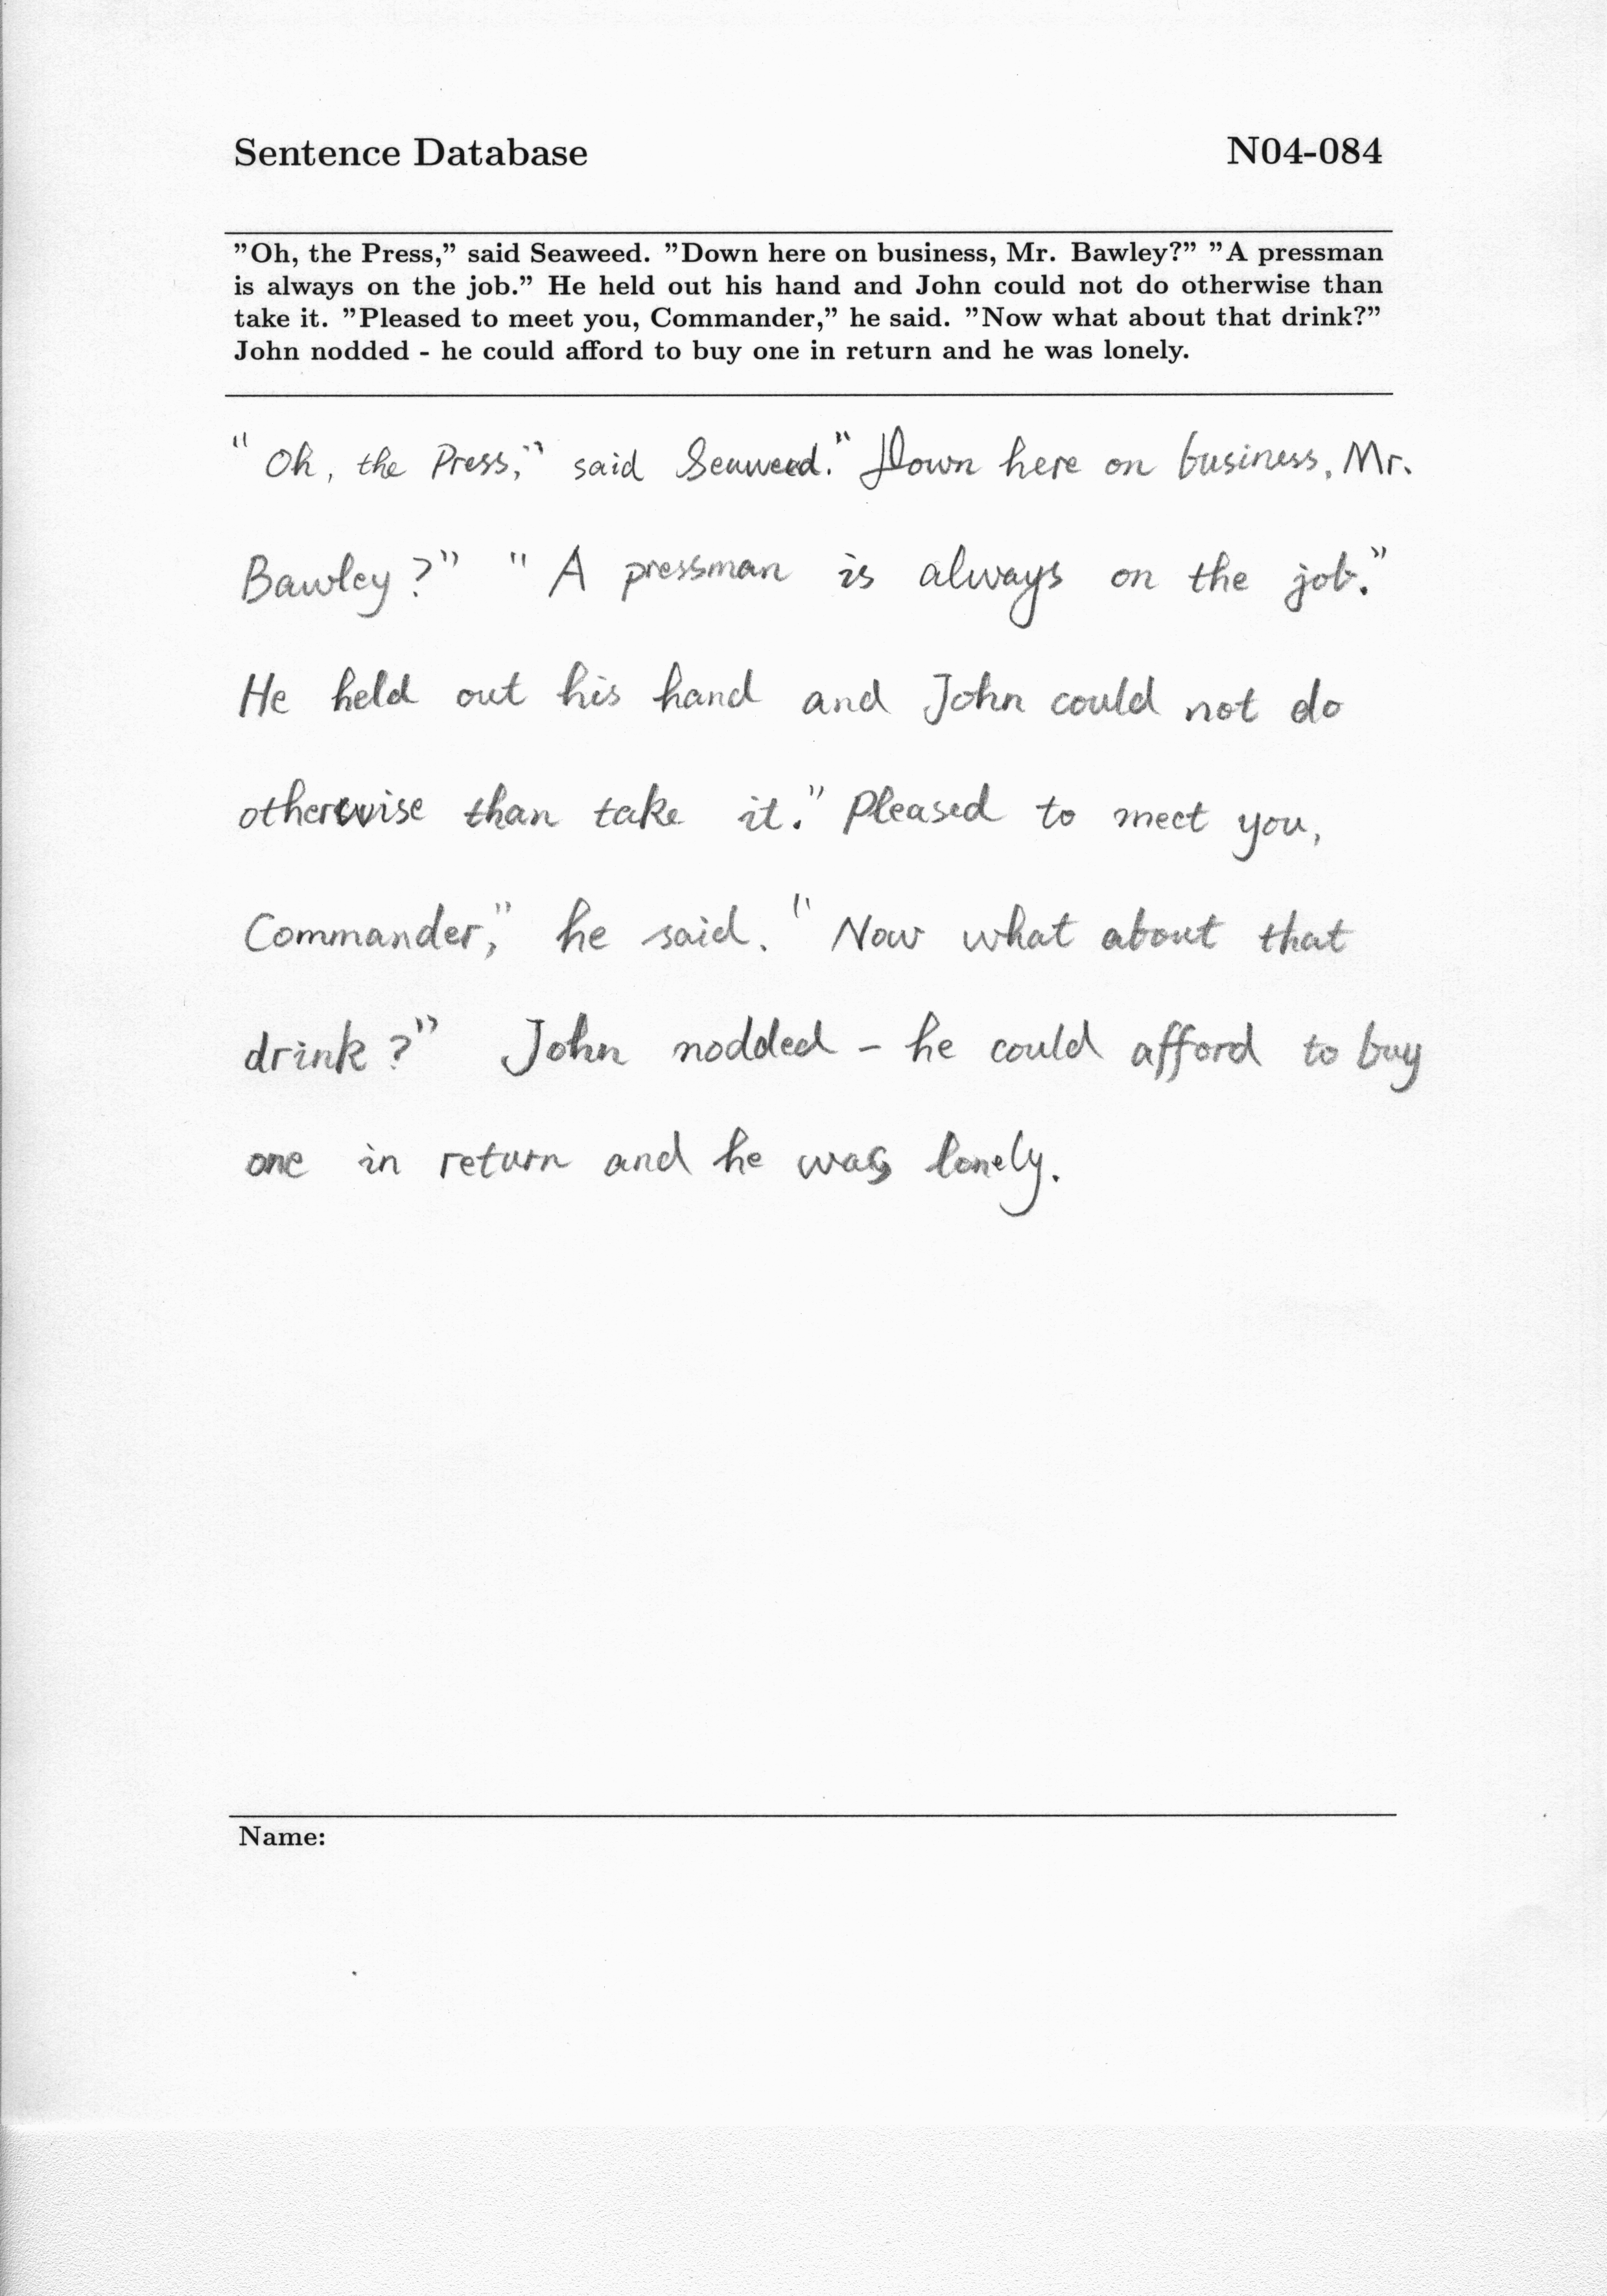 Sentence Database N04-084
"Oh, the Press," said Seaweed. "Down here on business, Mr. Bawley?" "A pressman
is always on the job." He held out his hand and John could not do otherwise than
take it. "Pleased to meet you, Commander," he said. "Now what about that drink?"
John nodded - he could afford to buy one in return and he was lonely.
"Oh, the Press," said Seaweed." Down here on business, Mr.
Bawley?" "A pressman is always on the job."
He held out his hand and John could not do
otherwise than take it." Pleased to meet you,
Commander," he said. "Now what about that
drink?" John nodded - he could afford to buy
one in return and he was lonely.
Name: